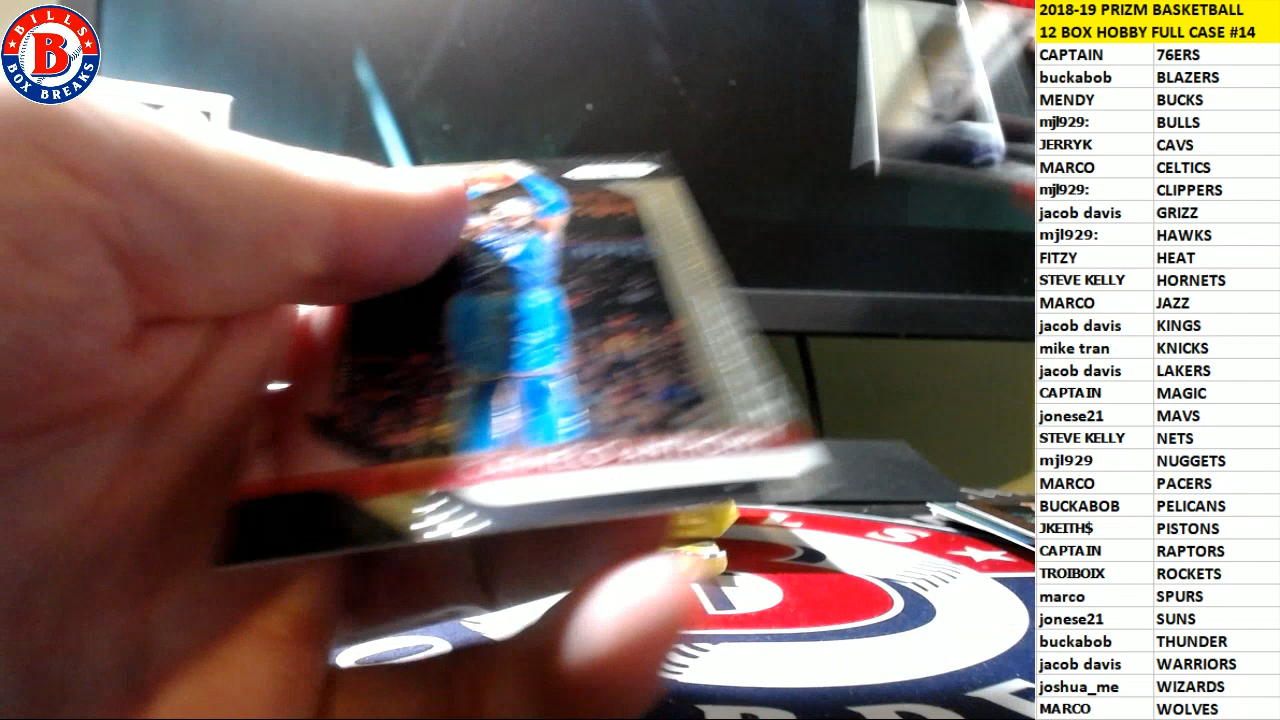 BILLS
B
BOX BREAKS
2018-19 PRIZM BASKETBALL
12 BOX HOBBY FULL CASE #14
CAPTAIN 76ERS
buckabob BLAZERS
MENDY BUCKS
mjl929: BULLS
JERRYK CAVS
MARCO CELTICS
mjl929: CLIPPERS
jacob davis GRIZZ
mjl929: HAWKS
FITZY HEAT
STEVE KELLY HORNETS
MARCO JAZZ
jacob davis KINGS
mike tran KNICKS
jacob davis LAKERS
CAPTAIN MAGIC
jonese21 MAVS
STEVE KELLY NETS
mjl929 NUGGETS
MARCO PACERS
BUCKABOB PELICANS
JKEITH$ PISTONS
CAPTAIN RAPTORS
TROIBOIX ROCKETS
marco SPURS
jonese21 SUNS
buckabob THUNDER
jacob davis WARRIORS
joshua_me WIZARDS
MARCO WOLVES
CARMELO ANTHONY